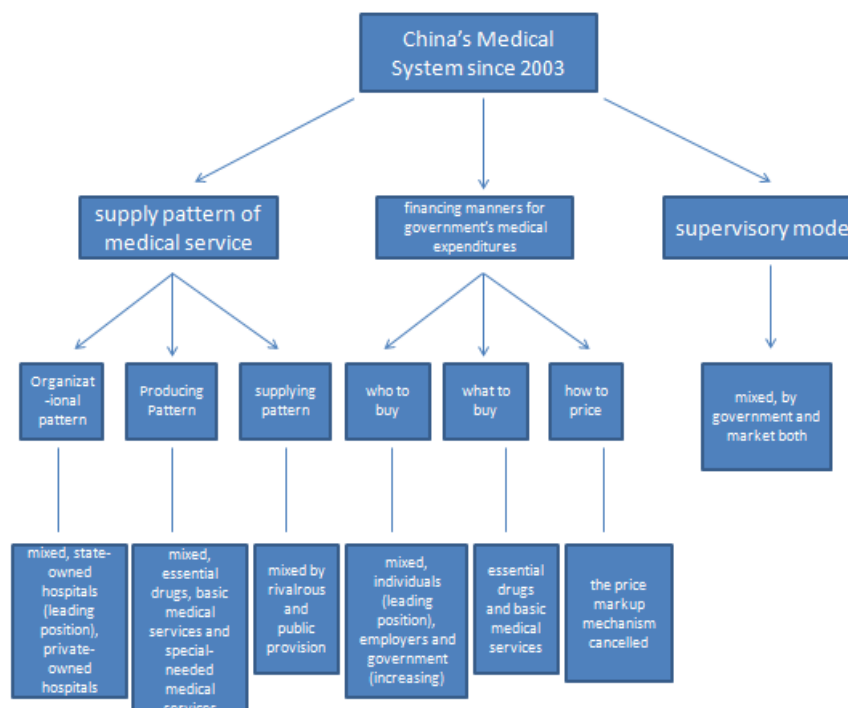 China's Medical
System since 2003
supply pattern of
medical service
financing manners for
government's medical
expenditures
supervisory mode
Organizat
-ional
pattern
Producing
Pattern
supplying
pattern
who to
buy
what to
buy
how to
price
mixed, by
government and
market both
mixed, state-
owned
hospitals
(leading
position),
private-
owned
hospitals
mixed,
essential
drugs, basic
medical
services and
special-
needed
medical
services
mixed by
rivalrous
and
public
provision
mixed,
individuals
(leading
position),
employers and
government
(increasing)
essential
drugs
and basic
medical
services
the price
markup
mechanism
cancelled